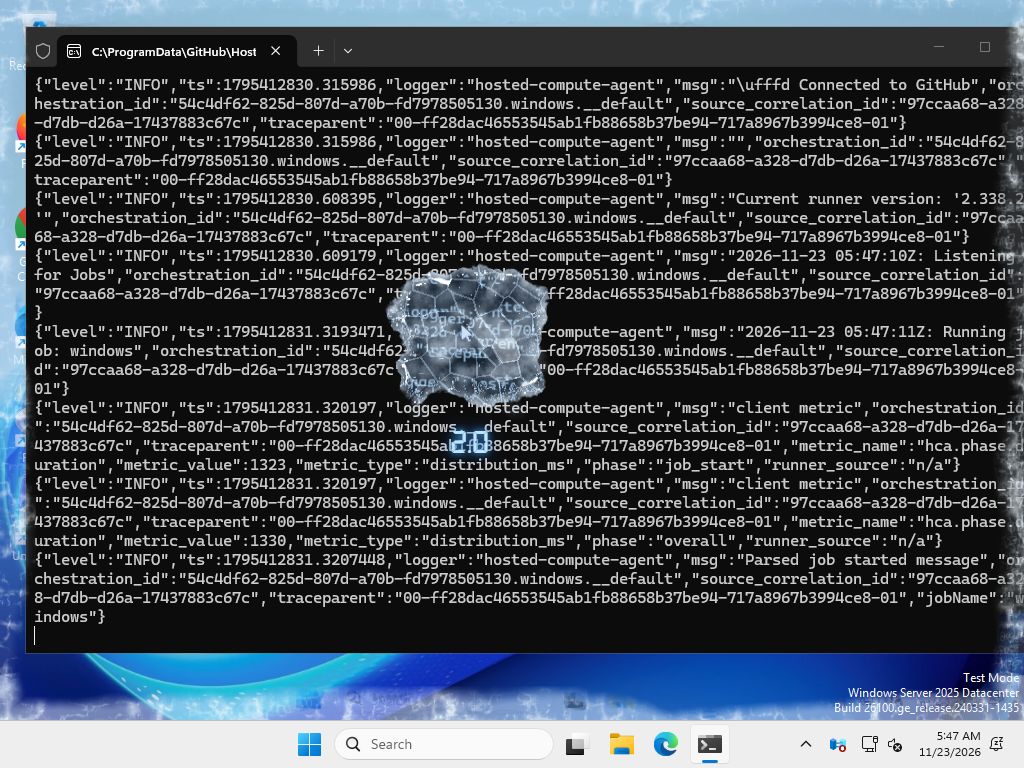 C:\ProgramData\GitHub\Host
{"level":"INFO","ts":1795412830.315986,"logger":"hosted-compute-agent","msg":"\ufffd Connected to GitHub","orc
hestration_id":"54c4df62-825d-807d-a70b-fd7978505130.windows.__default","source_correlation_id":"97ccaa68-a328
-d7db-d26a-17437883c67c","traceparent":"00-ff28dac46553545ab1fb88658b37be94-717a8967b3994ce8-01"}
{"level":"INFO","ts":1795412830.315986,"logger":"hosted-compute-agent","msg":"","orchestration_id":"54c4df62-8
25d-807d-a70b-fd7978505130.windows.__default","source_correlation_id":"97ccaa68-a328-d7db-d26a-17437883c67c","
traceparent":"00-ff28dac46553545ab1fb88658b37be94-717a8967b3994ce8-01"}
{"level":"INFO","ts":1795412830.608395,"logger":"hosted-compute-agent","msg":"Current runner version: '2.338.2
'","orchestration_id":"54c4df62-825d-807d-a70b-fd7978505130.windows.__default","source_correlation_id":"97ccaa
68-a328-d7db-d26a-17437883c67c","traceparent":"00-ff28dac46553545ab1fb88658b37be94-717a8967b3994ce8-01"}
{"level":"INFO","ts":1795412830.609179,"logger":"hosted-compute-agent","msg":"2026-11-23 05:47:10Z: Listening
for Jobs","orchestration_id":"54c4df62-825d-807d-a70b-fd7978505130.windows.__default","source_correlation_id":
"97ccaa68-a328-d7db-d26a-17437883c67c", ff28dac46553545ab1fb88658b37be94-717a8967b3994ce8-01"
}
{"level":"INFO","ts":1795412831.3193471, -compute-agent","msg":"2026-11-23 05:47:11Z: Running j
ob: windows","orchestration_id":"54c4df fd7978505130.windows.__default","source_correlation_i
d":"97ccaa68-a328-d7db-d26a-17437883c67c 00-ff28dac46553545ab1fb88658b37be94-717a8967b3994ce8-
01"}
{"level":"INFO","ts":1795412831.320197,"logger":"hosted-compute-agent","msg":"client metric","orchestration_id
":"54c4df62-825d-807d-a70b-fd7978505130.windows.__default","source_correlation_id":"97ccaa68-a328-d7db-d26a-17
437883c67c","traceparent":"00-ff28dac46553545ab1fb88658b37be94-717a8967b3994ce8-01","metric_name":"hca.phase.d
uration","metric_value":1323,"metric_type":"distribution_ms","phase":"job_start","runner_source":"n/a"}
{"level":"INFO","ts":1795412831.320197,"logger":"hosted-compute-agent","msg":"client metric","orchestration_id
":"54c4df62-825d-807d-a70b-fd7978505130.windows.__default","source_correlation_id":"97ccaa68-a328-d7db-d26a-17
437883c67c","traceparent":"00-ff28dac46553545ab1fb88658b37be94-717a8967b3994ce8-01","metric_name":"hca.phase.d
uration","metric_value":1330,"metric_type":"distribution_ms","phase":"overall","runner_source":"n/a"}
{"level":"INFO","ts":1795412831.3207448,"logger":"hosted-compute-agent","msg":"Parsed job started message","or
chestration_id":"54c4df62-825d-807d-a70b-fd7978505130.windows.__default","source_correlation_id":"97ccaa68-a32
8-d7db-d26a-17437883c67c","traceparent":"00-ff28dac46553545ab1fb88658b37be94-717a8967b3994ce8-01","jobName":"w
indows"}
2.0
Test Mode
Windows Server 2025 Datacenter
Build 26100.ge_release.240331-1435
Search
5:47 AM
11/23/2026